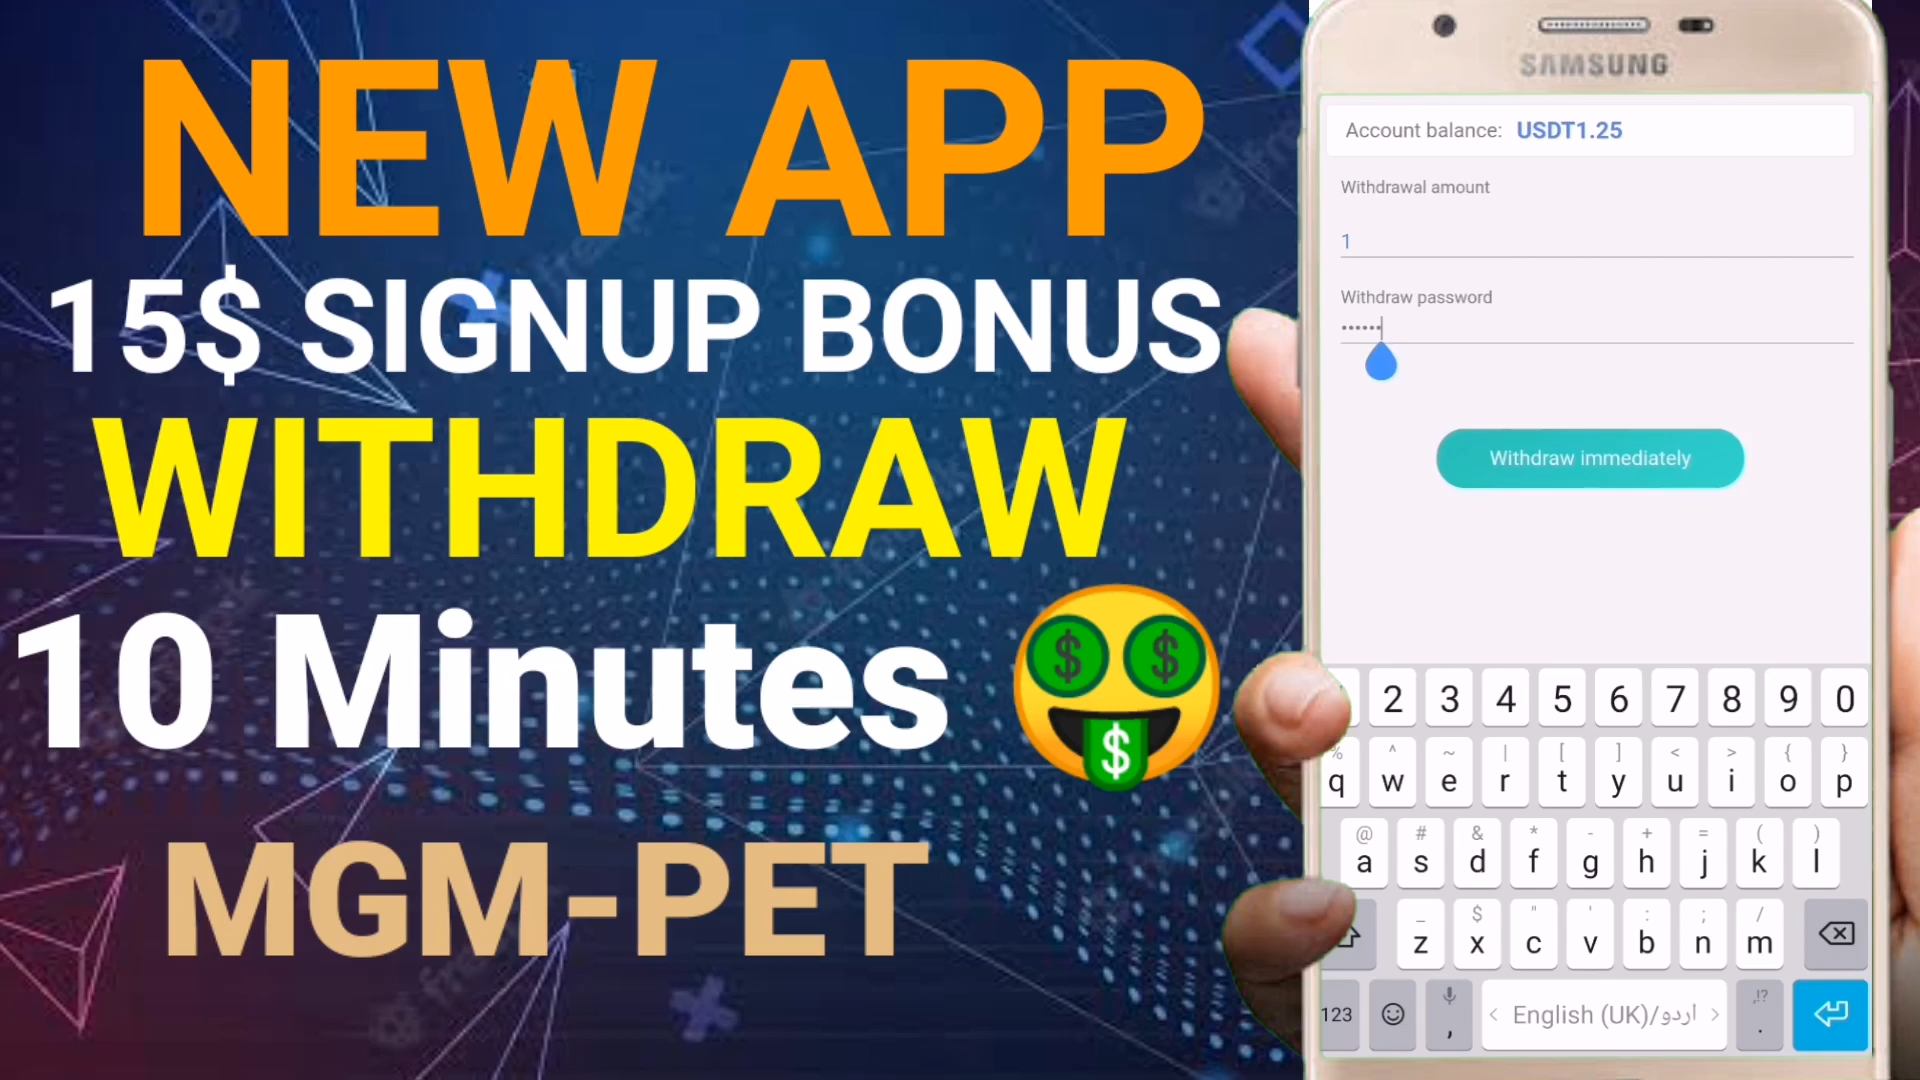 NEW APP
15$ SIGNUP BONUS
WITHDRAW
10 Minutes
MGM-PET
SAMSUNG
Account balance: USDT1.25
Withdrawal amount
1
Withdraw password
••••••
Withdraw immediately
2 3 4 5 6 7 8 9 0
% ^ ~ | [ ] < > { }
q w e r t y u i o p
@ # & * - + = ( )
a s d f g h j k l
_ $ " ' : ; /
z x c v b n m
,!?
123 , < English (UK)/اردو > .